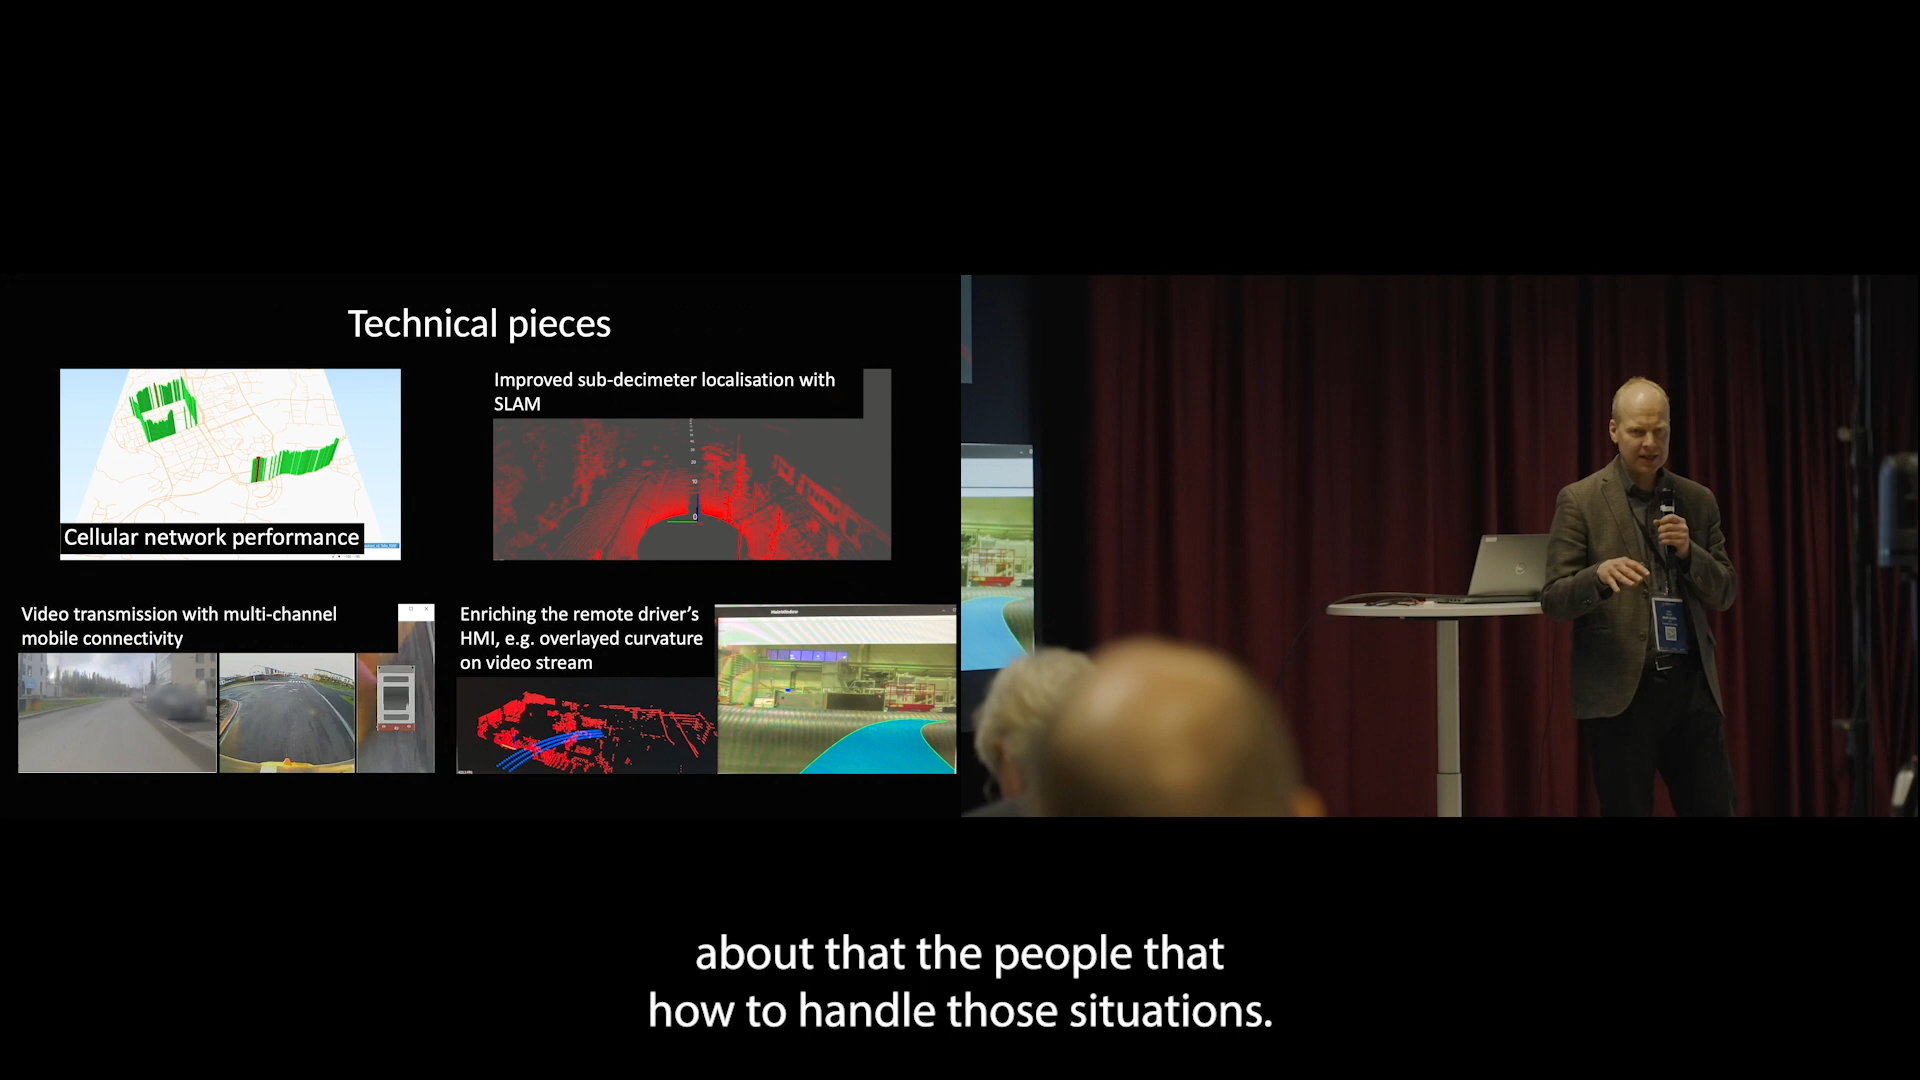 Technical pieces
Cellular network performance
Improved sub-decimeter localisation with
SLAM
10
0
Video transmission with multi-channel
mobile connectivity
Enriching the remote driver's
HMI, e.g. overlayed curvature
on video stream
about that the people that
how to handle those situations.